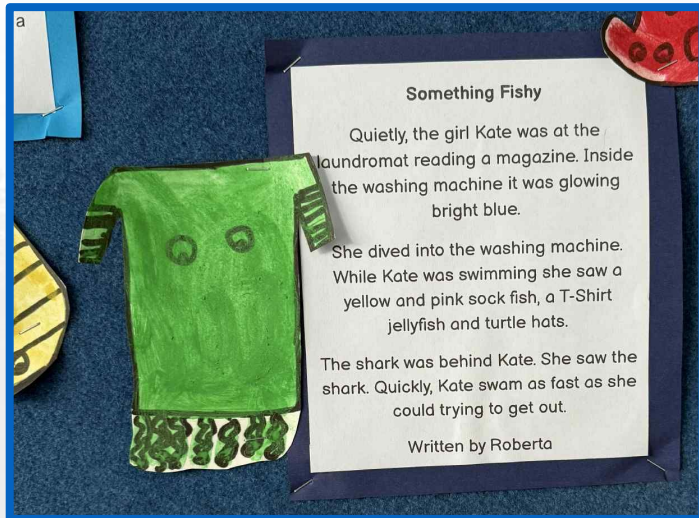 a
Something Fishy
Quietly, the girl Kate was at the
laundromat reading a magazine. Inside
the washing machine it was glowing
bright blue.
She dived into the washing machine.
While Kate was swimming she saw a
yellow and pink sock fish, a T-Shirt
jellyfish and turtle hats.
The shark was behind Kate. She saw the
shark. Quickly, Kate swam as fast as she
could trying to get out.
Written by Roberta